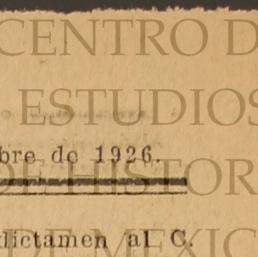 CENTRO D
ESTUDIOS
bre de 1926.
DE HISTOR
dictamen al C.
DE MEXIC